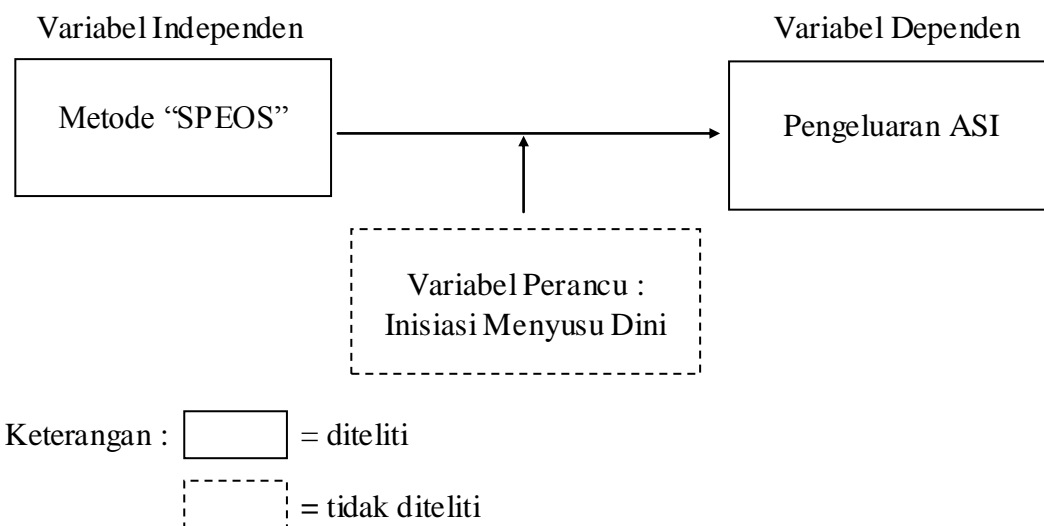 Variabel Independen
Variabel Dependen
Metode “SPEOS”
Pengeluaran ASI
Variabel Perancu :
Inisiasi Menyusu Dini
Keterangan :
= diteliti
= tidak diteliti